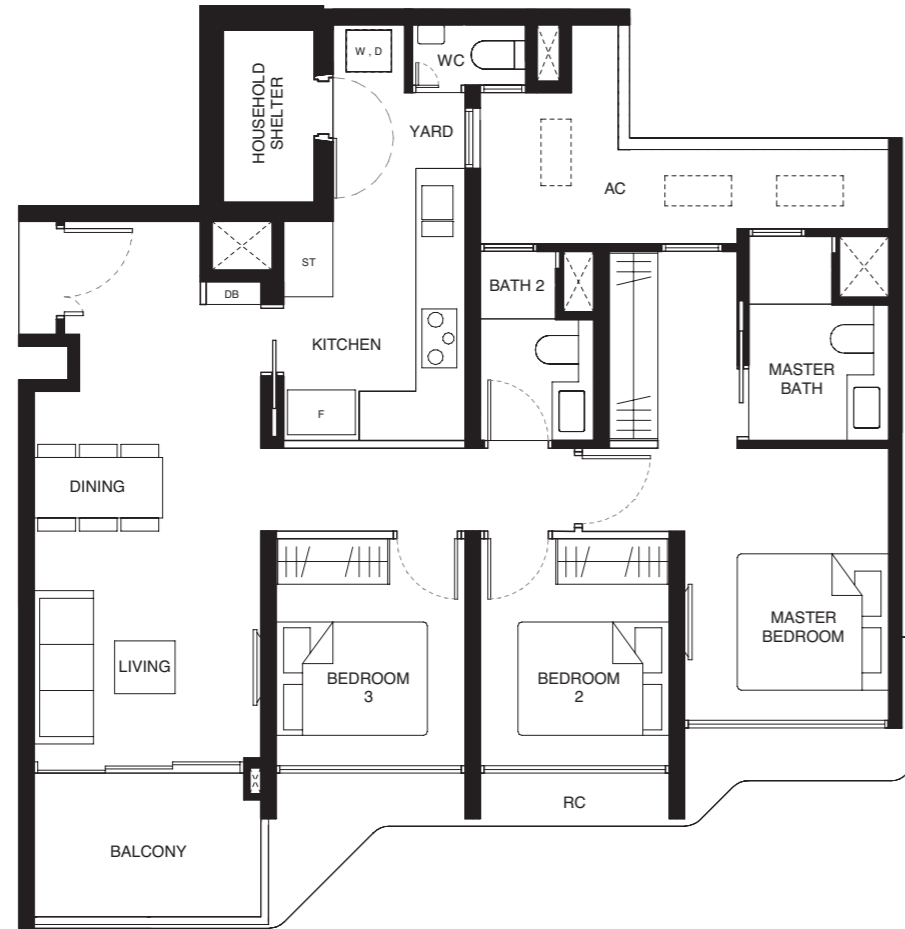 W , D
WC
HOUSEHOLD
SHELTER
YARD
AC
ST
BATH 2
DB
KITCHEN
MASTER
BATH
F
DINING
MASTER
BEDROOM
LIVING
BEDROOM
3
BEDROOM
2
RC
BALCONY